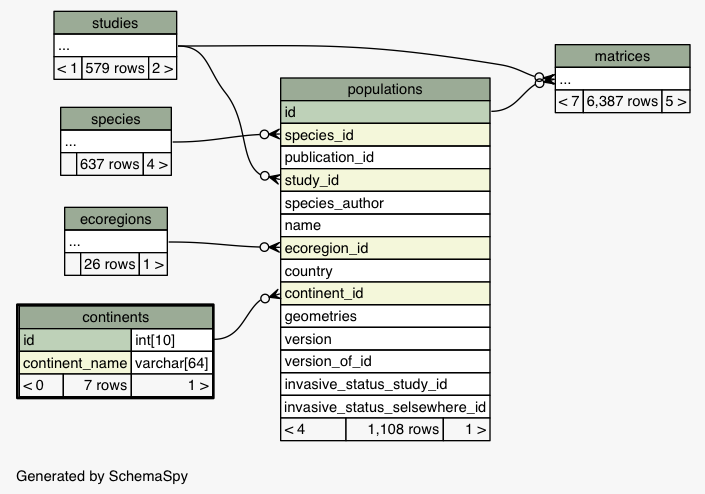 studies
...
< 1 579 rows 2 >
species
...
637 rows 4 >
ecoregions
...
26 rows 1 >
continents
id int[10]
continent_name varchar[64]
< 0 7 rows 1 >
populations
id
species_id
publication_id
study_id
species_author
name
ecoregion_id
country
continent_id
geometries
version
version_of_id
invasive_status_study_id
invasive_status_selsewhere_id
< 4 1,108 rows 1 >
matrices
...
< 7 6,387 rows 5 >
Generated by SchemaSpy